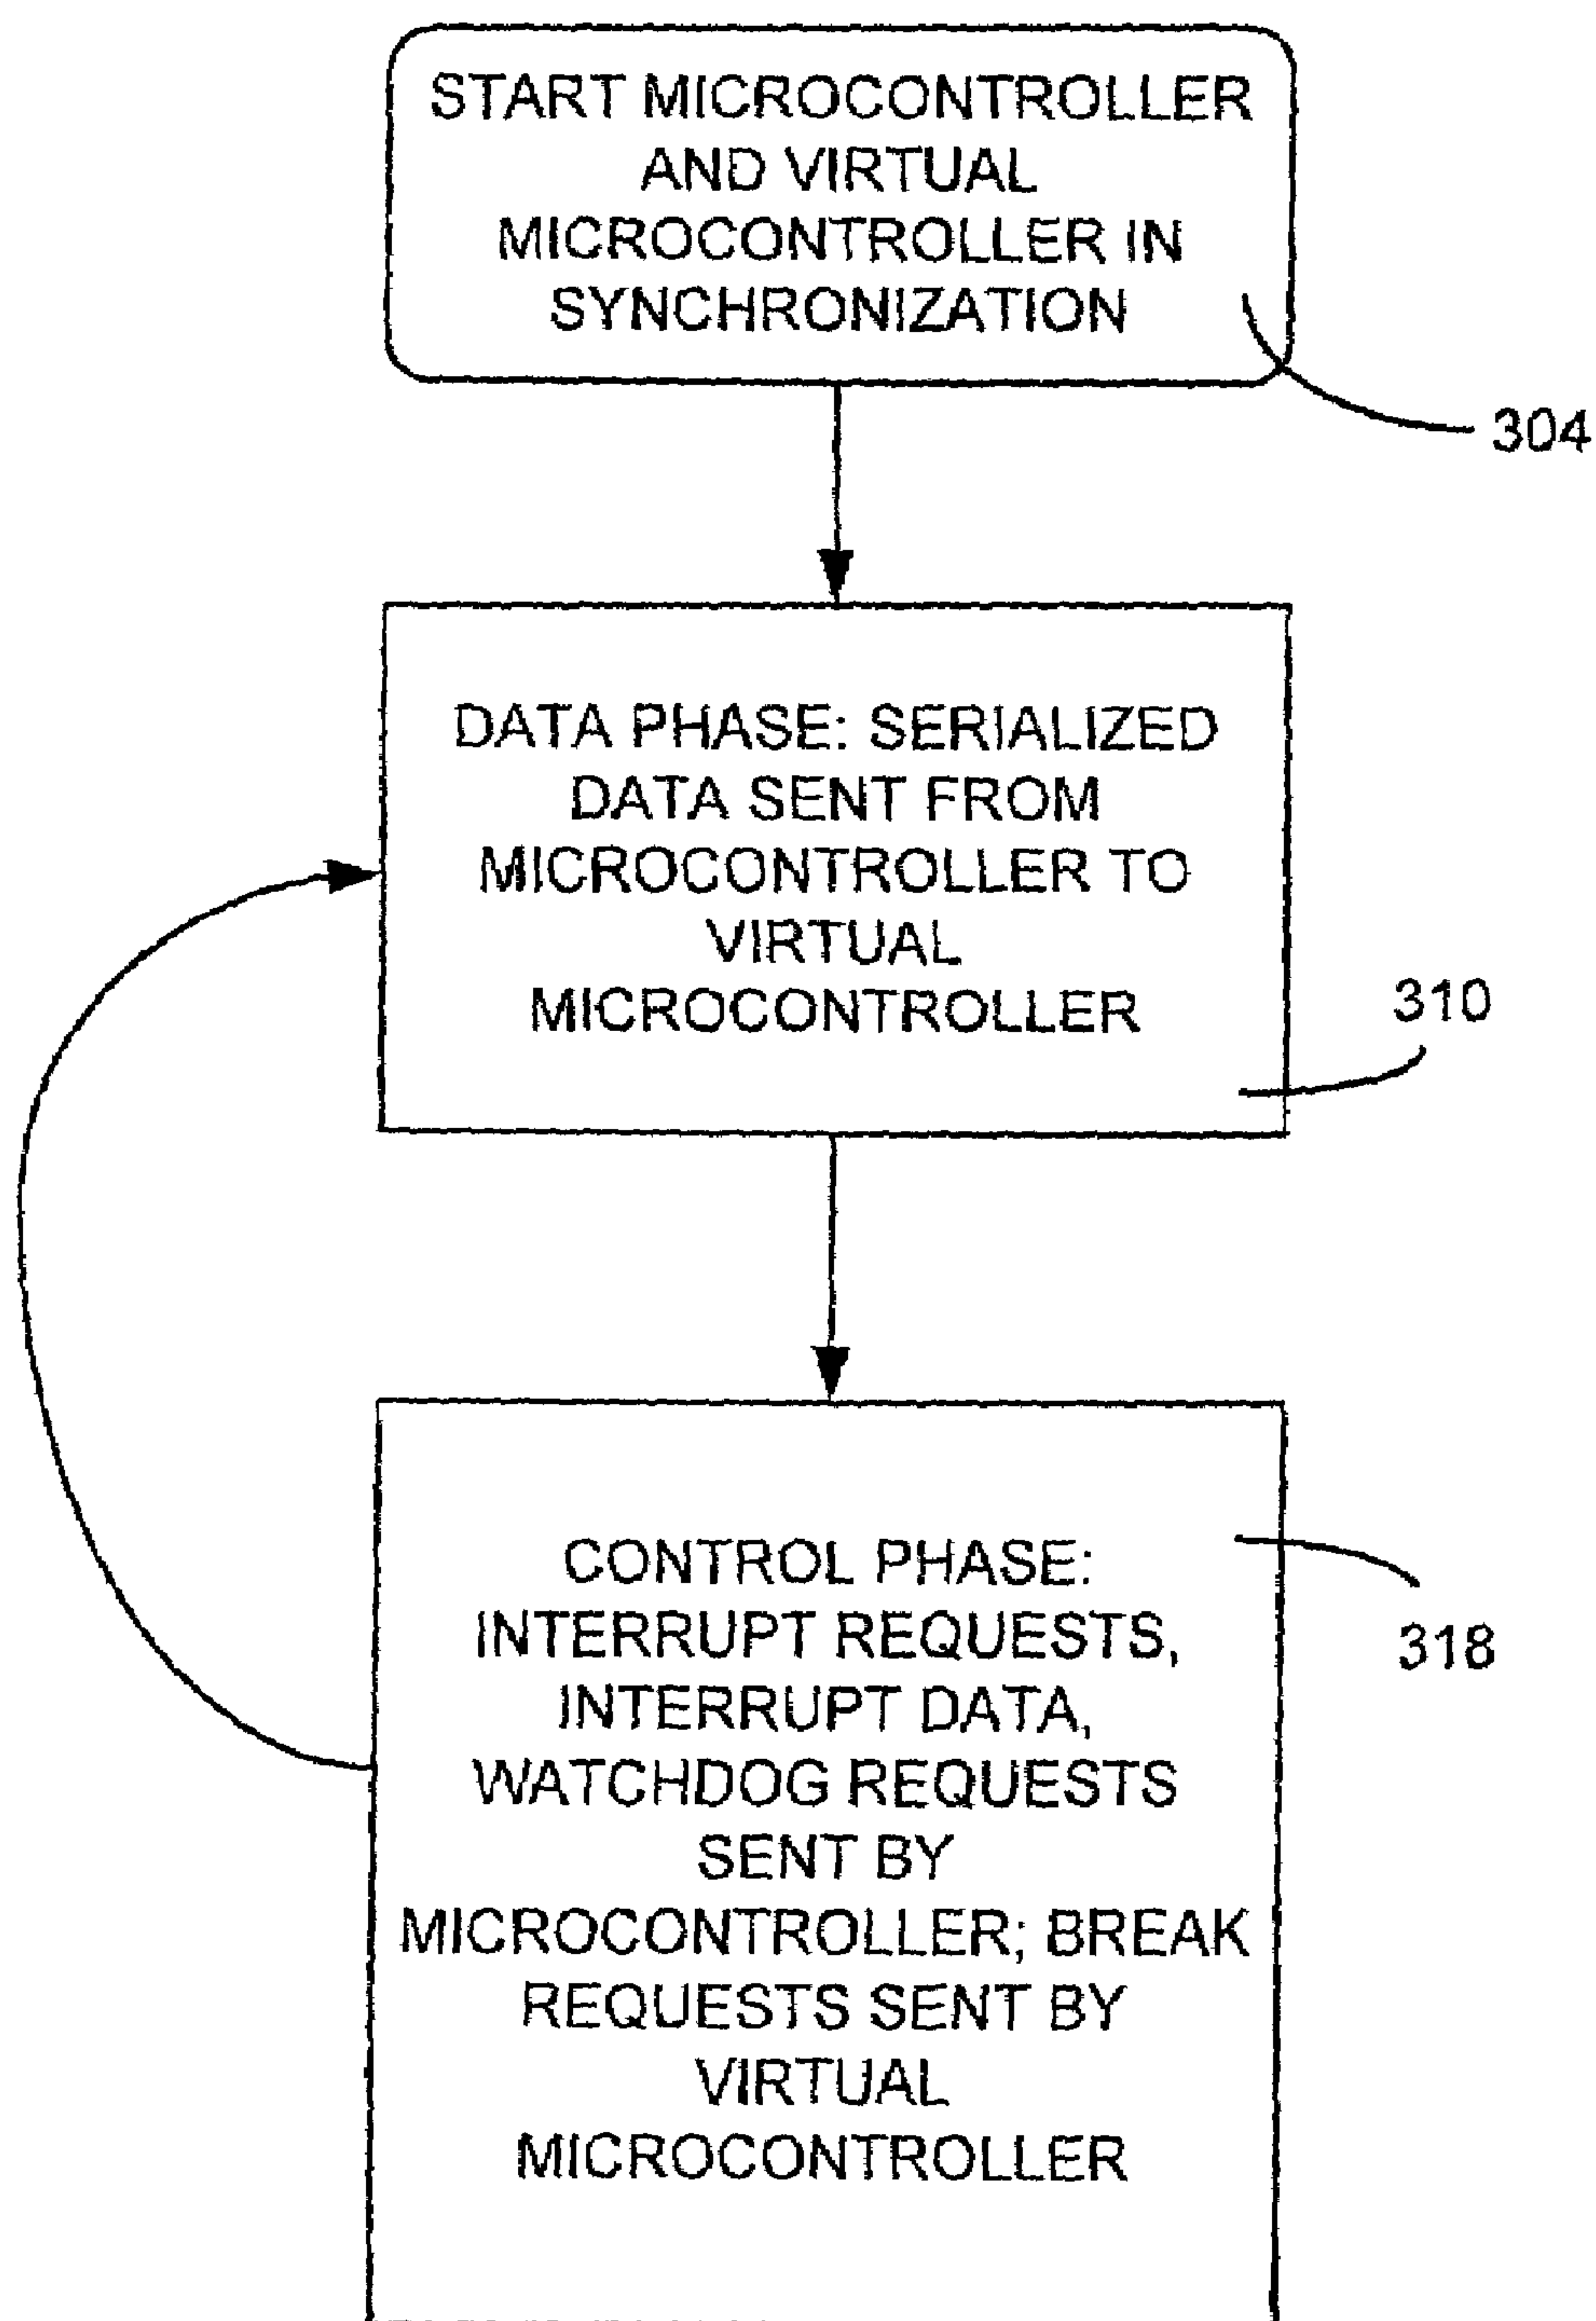 START MICROCONTROLLER
AND VIRTUAL
MICROCONTROLLER IN
SYNCHRONIZATION
304
DATA PHASE: SERIALIZED
DATA SENT FROM
MICROCONTROLLER TO
VIRTUAL
MICROCONTROLLER
310
CONTROL PHASE:
INTERRUPT REQUESTS,
INTERRUPT DATA,
WATCHDOG REQUESTS
SENT BY
MICROCONTROLLER; BREAK
REQUESTS SENT BY
VIRTUAL
MICROCONTROLLER
318